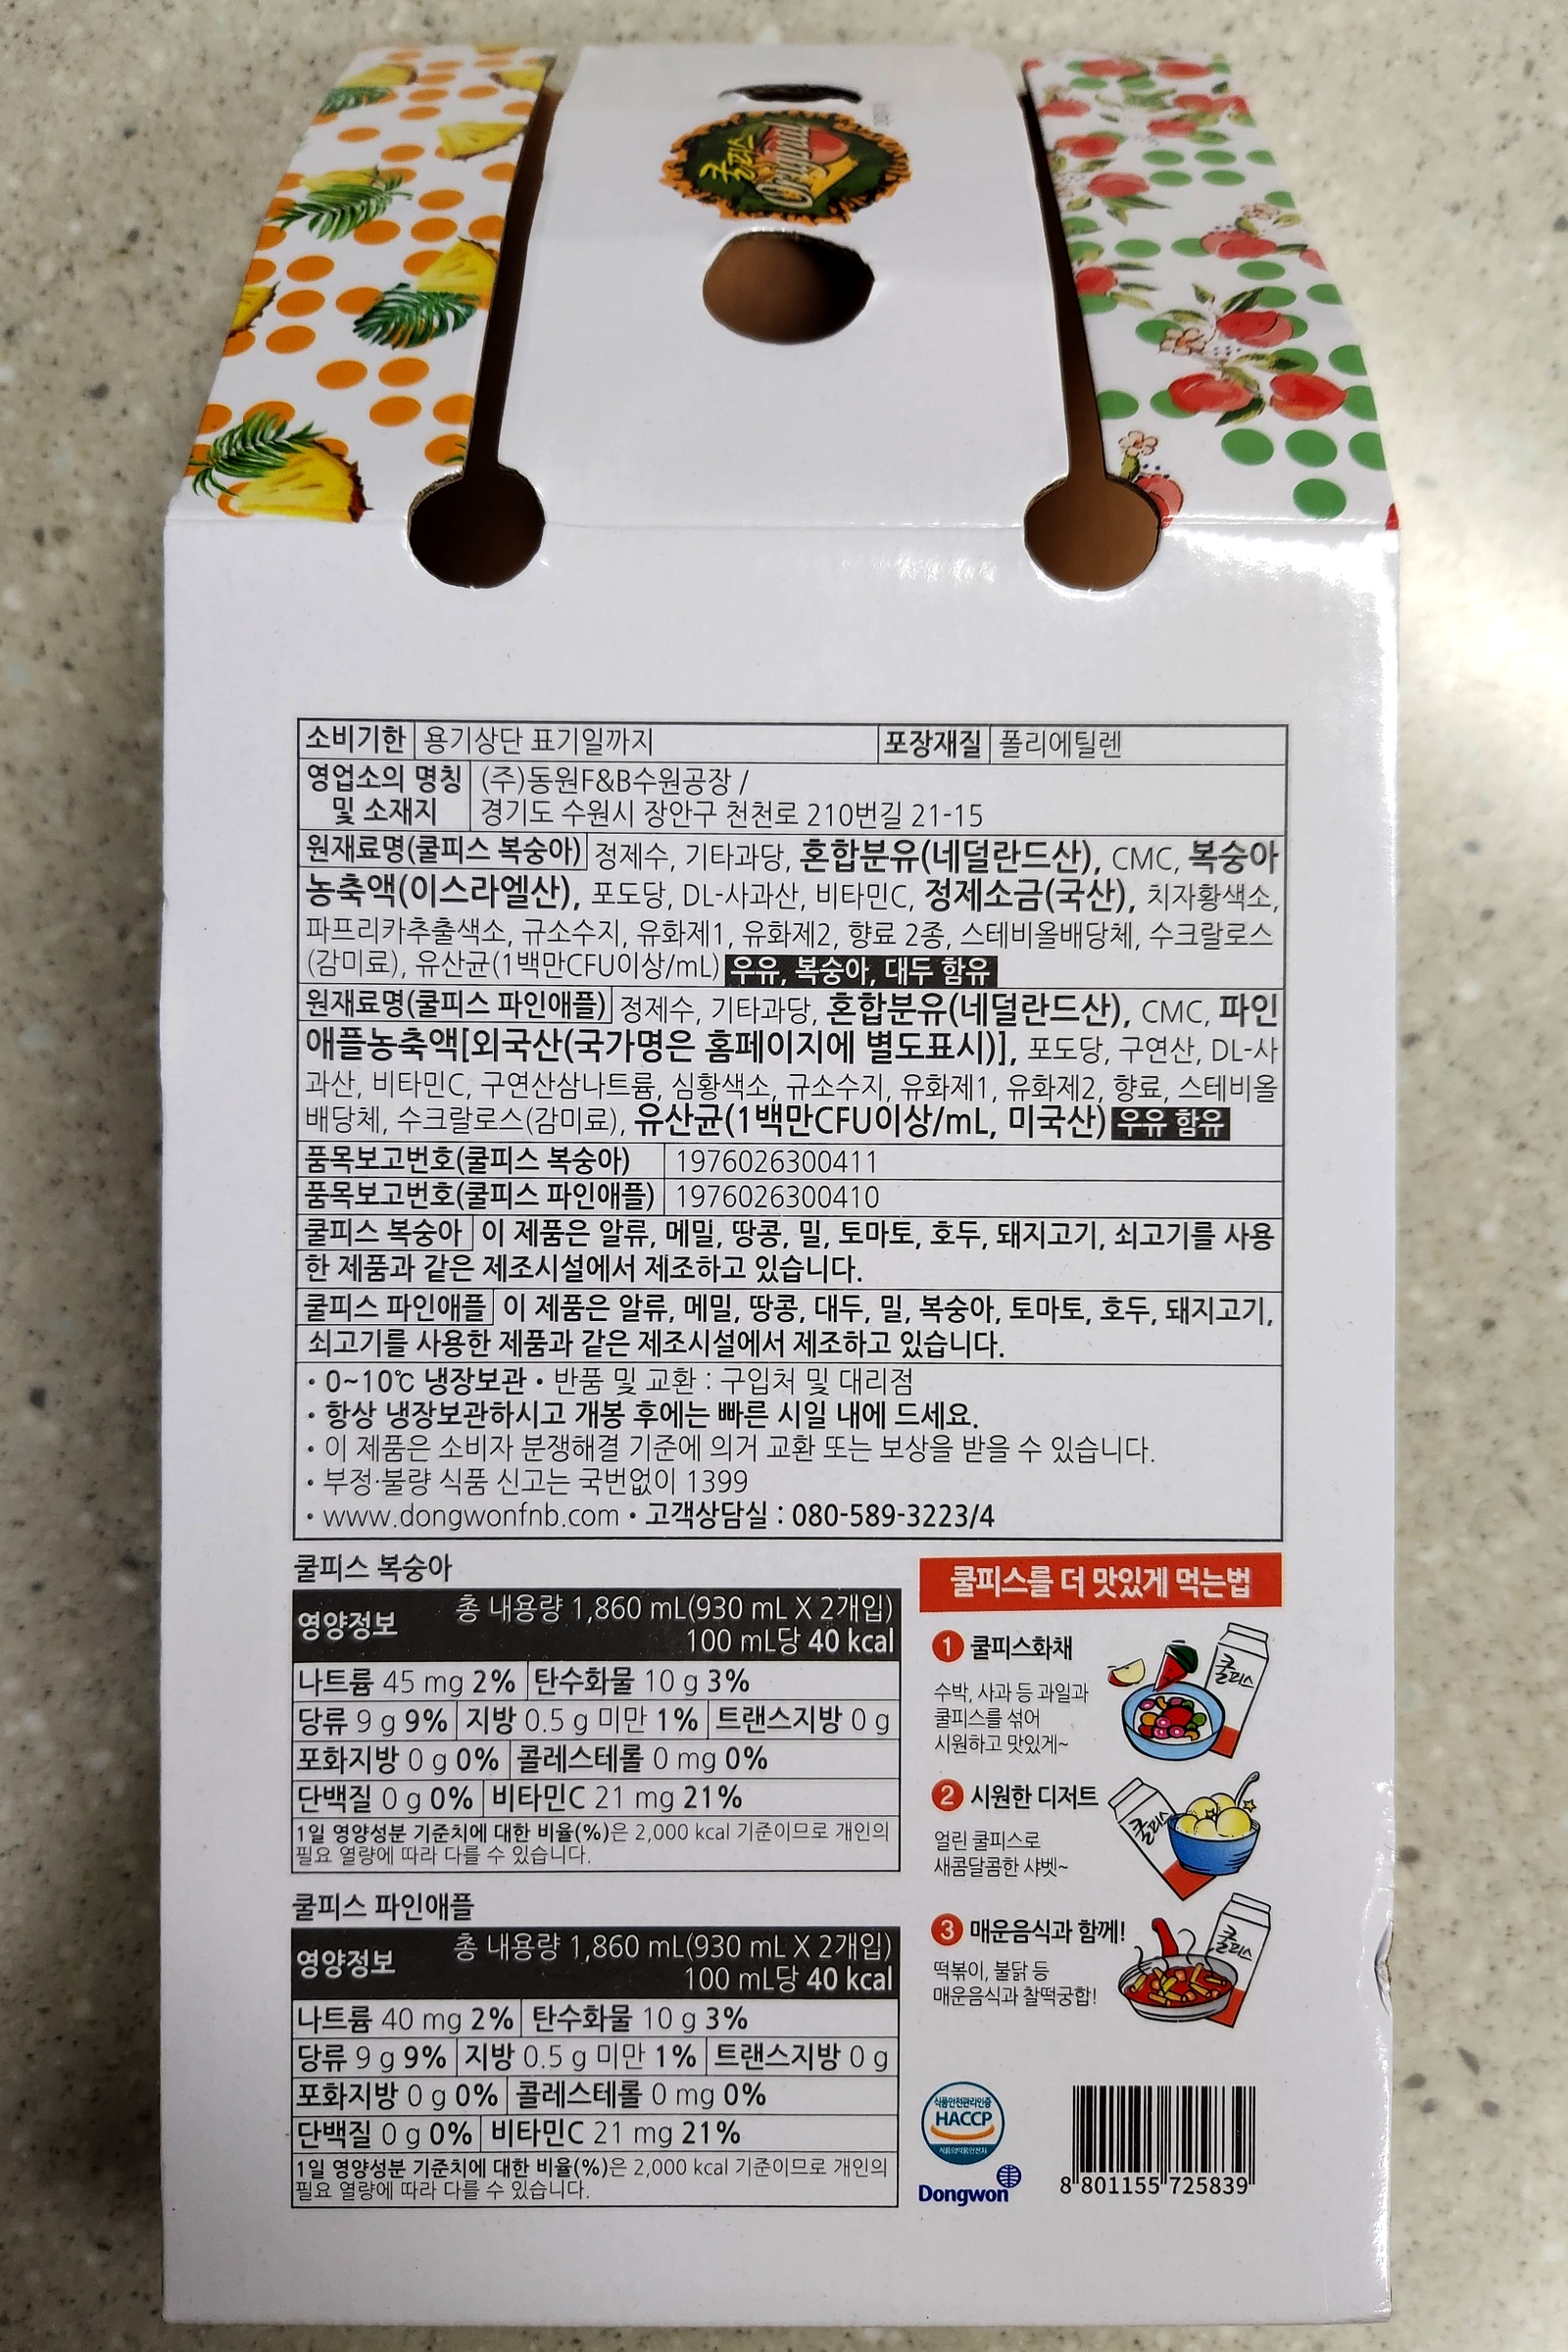 쿨피스
Original
소비기한 용기상단 표기일까지 포장재질 폴리에틸렌
영업소의 명칭 (주)동원F&B수원공장 /
및 소재지 경기도 수원시 장안구 천천로 210번길 21-15
원재료명(쿨피스 복숭아) 정제수, 기타과당, 혼합분유(네덜란드산), CMC, 복숭아
농축액(이스라엘산), 포도당, DL-사과산, 비타민C, 정제소금(국산), 치자황색소,
파프리카추출색소, 규소수지, 유화제1, 유화제2, 향료 2종, 스테비올배당체, 수크랄로스
(감미료), 유산균(1백만CFU이상/mL) 우유, 복숭아, 대두 함유
원재료명(쿨피스 파인애플) 정제수, 기타과당, 혼합분유(네덜란드산), CMC, 파인
애플농축액[외국산(국가명은 홈페이지에 별도표시)], 포도당, 구연산, DL-사
과산, 비타민C, 구연산삼나트륨, 심황색소, 규소수지, 유화제1, 유화제2, 향료, 스테비올
배당체, 수크랄로스(감미료), 유산균(1백만CFU이상/mL, 미국산) 우유 함유
품목보고번호(쿨피스 복숭아) 1976026300411
품목보고번호(쿨피스 파인애플) 1976026300410
쿨피스 복숭아 이 제품은 알류, 메밀, 땅콩, 밀, 토마토, 호두, 돼지고기, 쇠고기를 사용
한 제품과 같은 제조시설에서 제조하고 있습니다.
쿨피스 파인애플 이 제품은 알류, 메밀, 땅콩, 대두, 밀, 복숭아, 토마토, 호두, 돼지고기,
쇠고기를 사용한 제품과 같은 제조시설에서 제조하고 있습니다.
• 0~10℃ 냉장보관 • 반품 및 교환 : 구입처 및 대리점
• 항상 냉장보관하시고 개봉 후에는 빠른 시일 내에 드세요.
• 이 제품은 소비자 분쟁해결 기준에 의거 교환 또는 보상을 받을 수 있습니다.
• 부정·불량 식품 신고는 국번없이 1399
• www.dongwonfnb.com • 고객상담실 : 080-589-3223/4
쿨피스 복숭아
영양정보 총 내용량 1,860 mL(930 mL X 2개입)
100 mL당 40 kcal
나트륨 45 mg 2% 탄수화물 10 g 3%
당류 9 g 9% 지방 0.5 g 미만 1% 트랜스지방 0 g
포화지방 0 g 0% 콜레스테롤 0 mg 0%
단백질 0 g 0% 비타민C 21 mg 21%
1일 영양성분 기준치에 대한 비율(%)은 2,000 kcal 기준이므로 개인의
필요 열량에 따라 다를 수 있습니다.
쿨피스 파인애플
영양정보 총 내용량 1,860 mL(930 mL X 2개입)
100 mL당 40 kcal
나트륨 40 mg 2% 탄수화물 10 g 3%
당류 9 g 9% 지방 0.5 g 미만 1% 트랜스지방 0 g
포화지방 0 g 0% 콜레스테롤 0 mg 0%
단백질 0 g 0% 비타민C 21 mg 21%
1일 영양성분 기준치에 대한 비율(%)은 2,000 kcal 기준이므로 개인의
필요 열량에 따라 다를 수 있습니다.
쿨피스를 더 맛있게 먹는법
1 쿨피스화채
수박, 사과 등 과일과
쿨피스를 섞어
시원하고 맛있게~
쿨피스
2 시원한 디저트
얼린 쿨피스로
새콤달콤한 샤벳~
쿨피스
3 매운음식과 함께!
떡볶이, 불닭 등
매운음식과 찰떡궁합!
쿨피스
식품안전관리인증
HACCP
식품의약품안전처
Dongwon
8 801155 725839